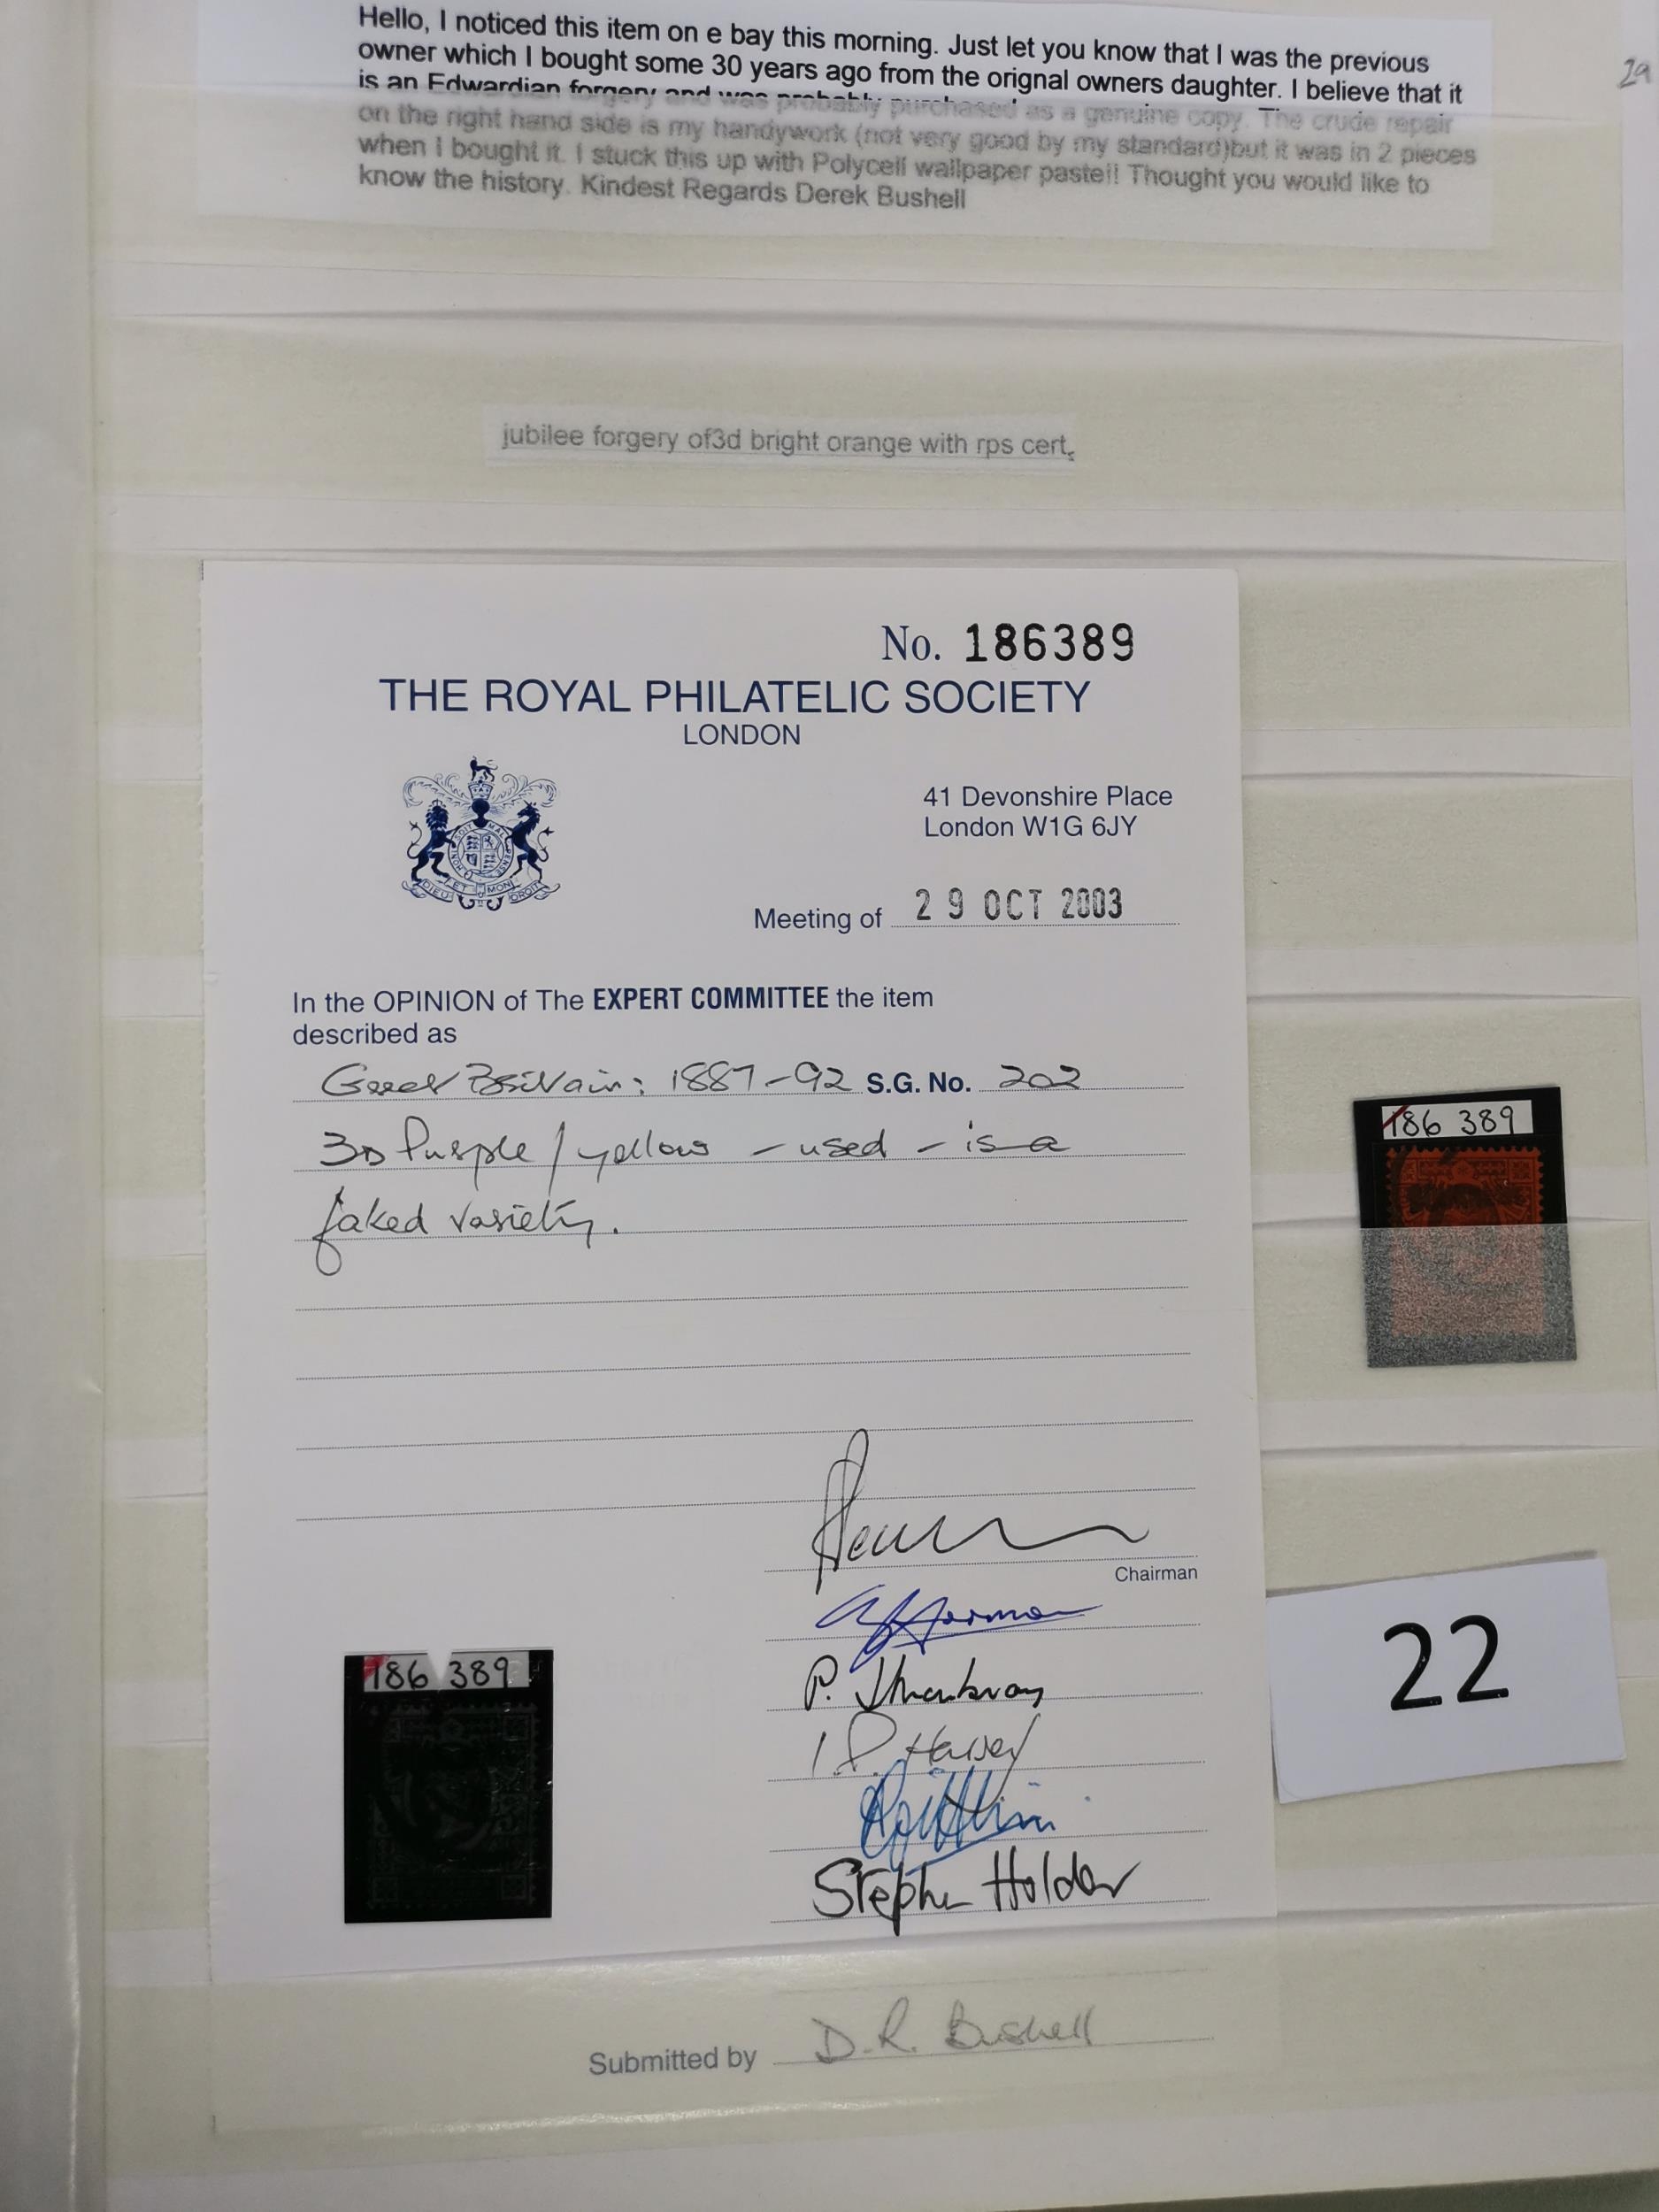 Hello, I noticed this item on e bay this morning. Just let you know that I was the previous
owner which I bought some 30 years ago from the orignal owners daughter. I believe that it
is an Edwardian forgery and was probably purchased as a genuine copy. The crude repair
on the right hand side is my handywork (not very good by my standard)but it was in 2 pieces
when I bought it. I stuck this up with Polycell wallpaper paste!! Thought you would like to
know the history. Kindest Regards Derek Bushell
29
jubilee forgery of3d bright orange with rps cert.
No. 186389
THE ROYAL PHILATELIC SOCIETY
LONDON
41 Devonshire Place
London W1G 6JY
Meeting of 29 OCT 2003
In the OPINION of The EXPERT COMMITTEE the item
described as
Great Britain: 1887-92 S.G. No. 202
3D Purple/yellow - used - is a
faked variety.
186 389
Chairman
22
186 389
Stephen Holder
Submitted by D.R. Bushell